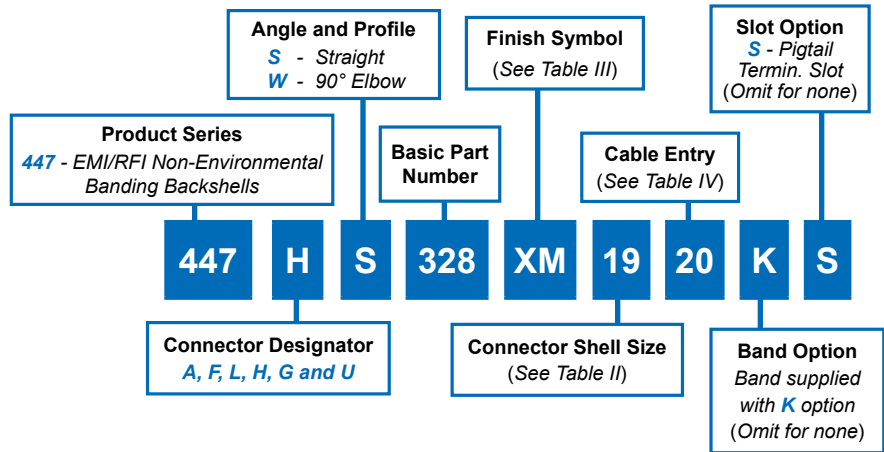 Angle and Profile
S - Straight
W - 90° Elbow
Finish Symbol
(See Table III)
Slot Option
S - Pigtail
Termin. Slot
(Omit for none)
Product Series
447 - EMI/RFI Non-Environmental
Banding Backshells
Basic Part
Number
Cable Entry
(See Table IV)
447 H S 328 XM 19 20 K S
Connector Designator
A, F, L, H, G and U
Connector Shell Size
(See Table II)
Band Option
Band supplied
with K option
(Omit for none)